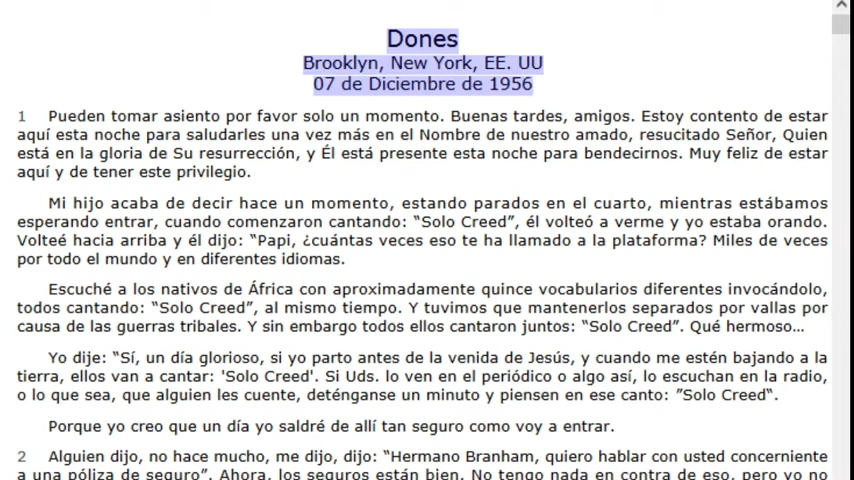 Dones
Brooklyn, New York, EE. UU
07 de Diciembre de 1956
1 Pueden tomar asiento por favor solo un momento. Buenas tardes, amigos. Estoy contento de estar
aquí esta noche para saludarles una vez más en el Nombre de nuestro amado, resucitado Señor, Quien
está en la gloria de Su resurrección, y Él está presente esta noche para bendecirnos. Muy feliz de estar
aquí y de tener este privilegio.
Mi hijo acaba de decir hace un momento, estando parados en el cuarto, mientras estábamos
esperando entrar, cuando comenzaron cantando: “Solo Creed”, él volteó a verme y yo estaba orando.
Volteé hacia arriba y él dijo: “Papi, ¿cuántas veces eso te ha llamado a la plataforma? Miles de veces
por todo el mundo y en diferentes idiomas.
Escuché a los nativos de África con aproximadamente quince vocabularios diferentes invocándolo,
todos cantando: “Solo Creed”, al mismo tiempo. Y tuvimos que mantenerlos separados por vallas por
causa de las guerras tribales. Y sin embargo todos ellos cantaron juntos: “Solo Creed”. Qué hermoso...
Yo dije: “Sí, un día glorioso, si yo parto antes de la venida de Jesús, y cuando me estén bajando a la
tierra, ellos van a cantar: 'Solo Creed'. Si Uds. lo ven en el periódico o algo así, lo escuchan en la radio,
o lo que sea, que alguien les cuente, deténganse un minuto y piensen en ese canto: ”Solo Creed“.
Porque yo creo que un día yo saldré de allí tan seguro como voy a entrar.
2 Alguien dijo, no hace mucho, me dijo, dijo: “Hermano Branham, quiero hablar con usted concerniente
a una póliza de seguro”. Ahora, los seguros están bien. No tengo nada en contra de eso, pero yo no